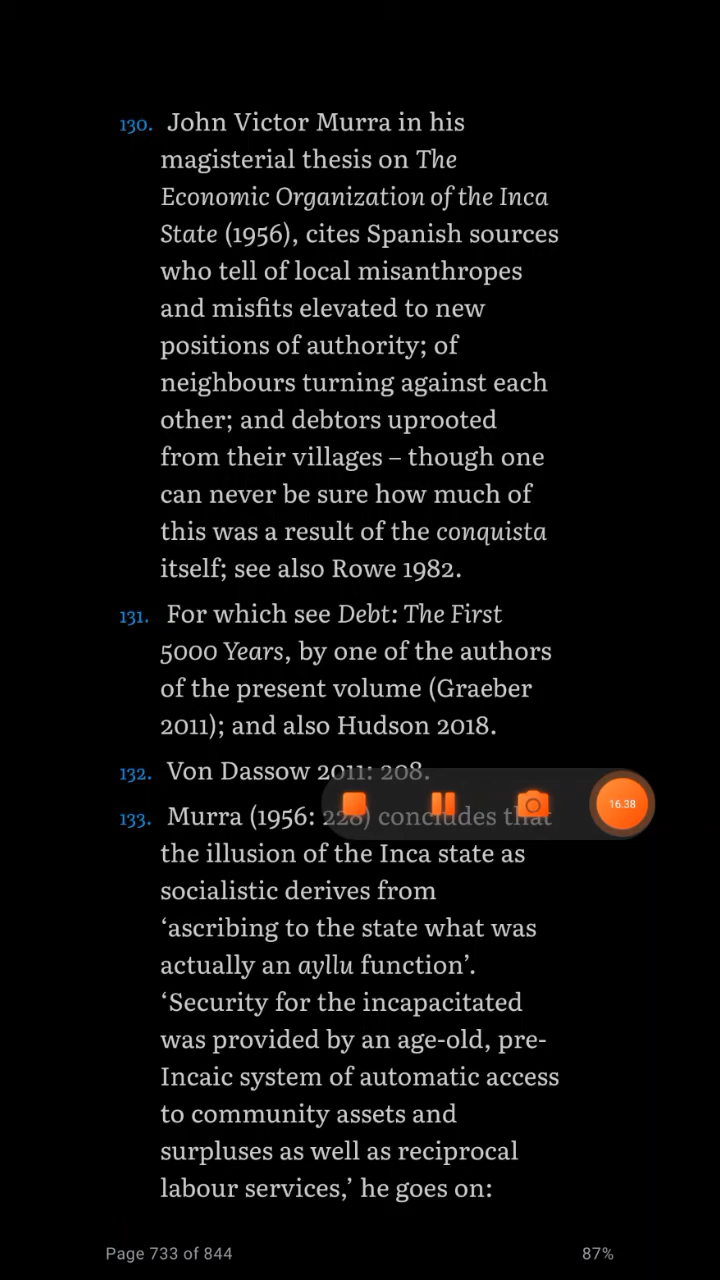 130. John Victor Murra in his
magisterial thesis on The
Economic Organization of the Inca
State (1956), cites Spanish sources
who tell of local misanthropes
and misfits elevated to new
positions of authority; of
neighbours turning against each
other; and debtors uprooted
from their villages – though one
can never be sure how much of
this was a result of the conquista
itself; see also Rowe 1982.
131. For which see Debt: The First
5000 Years, by one of the authors
of the present volume (Graeber
2011); and also Hudson 2018.
132. Von Dassow 2011: 208.
133. Murra (1956: 228) concludes that
16.38
the illusion of the Inca state as
socialistic derives from
‘ascribing to the state what was
actually an ayllu function’.
‘Security for the incapacitated
was provided by an age-old, pre-
Incaic system of automatic access
to community assets and
surpluses as well as reciprocal
labour services,’ he goes on:
Page 733 of 844 87%